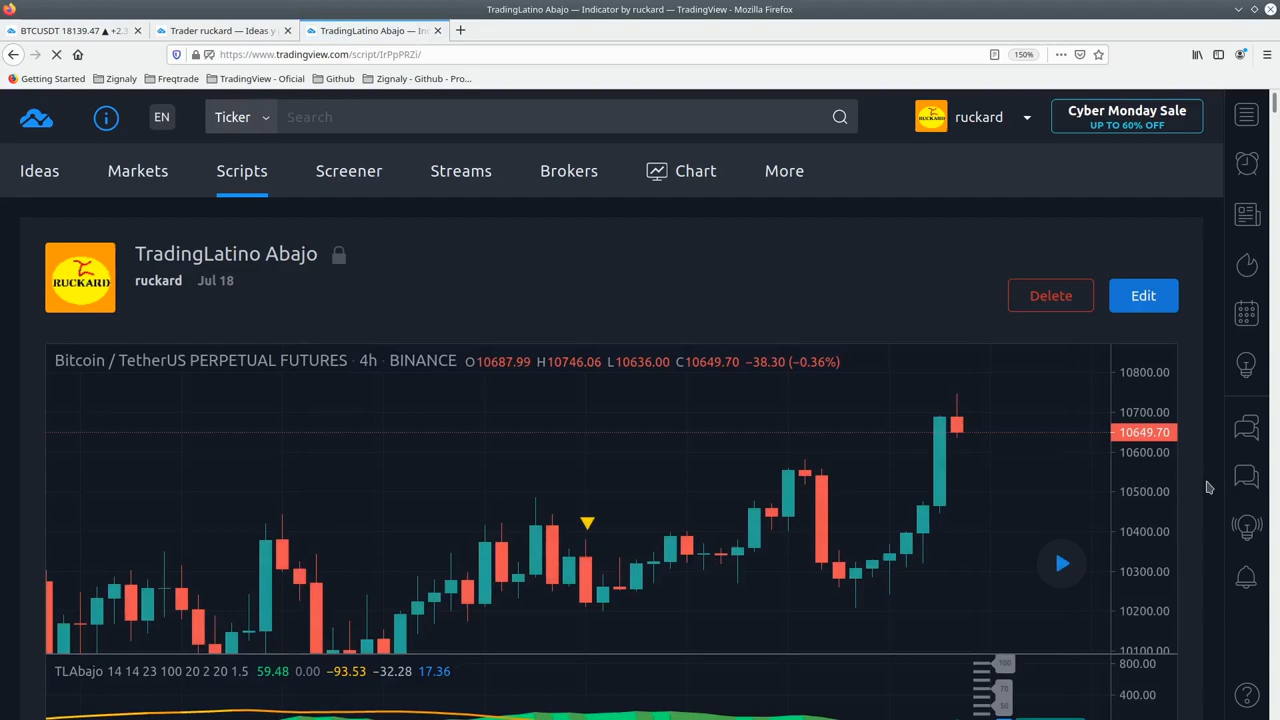 TradingLatino Abajo — Indicator by ruckard — TradingView - Mozilla Firefox
BTCUSDT 18139.47 ▲ +2.3
Trader ruckard — Ideas y
TradingLatino Abajo — Inc
https://www.tradingview.com/script/IrPpPRZi/
150%
Getting Started
Zignaly
Freqtrade
TradingView - Oficial
Github
Zignaly - Github - Pro...
EN
Ticker
Search
ruckard
Cyber Monday Sale
UP TO 60% OFF
Ideas
Markets
Scripts
Screener
Streams
Brokers
Chart
More
RUCKARD
TradingLatino Abajo
ruckard Jul 18
Delete
Edit
Bitcoin / TetherUS PERPETUAL FUTURES · 4h · BINANCE O10687.99 H10746.06 L10636.00 C10649.70 −38.30 (−0.36%)
10800.00
10700.00
10649.70
10600.00
10500.00
10400.00
10300.00
10200.00
10100.00
TLAbajo 14 14 23 100 20 2 20 1.5 59.48 0.00 −93.53 −32.28 17.36
100
800.00
70
400.00
50